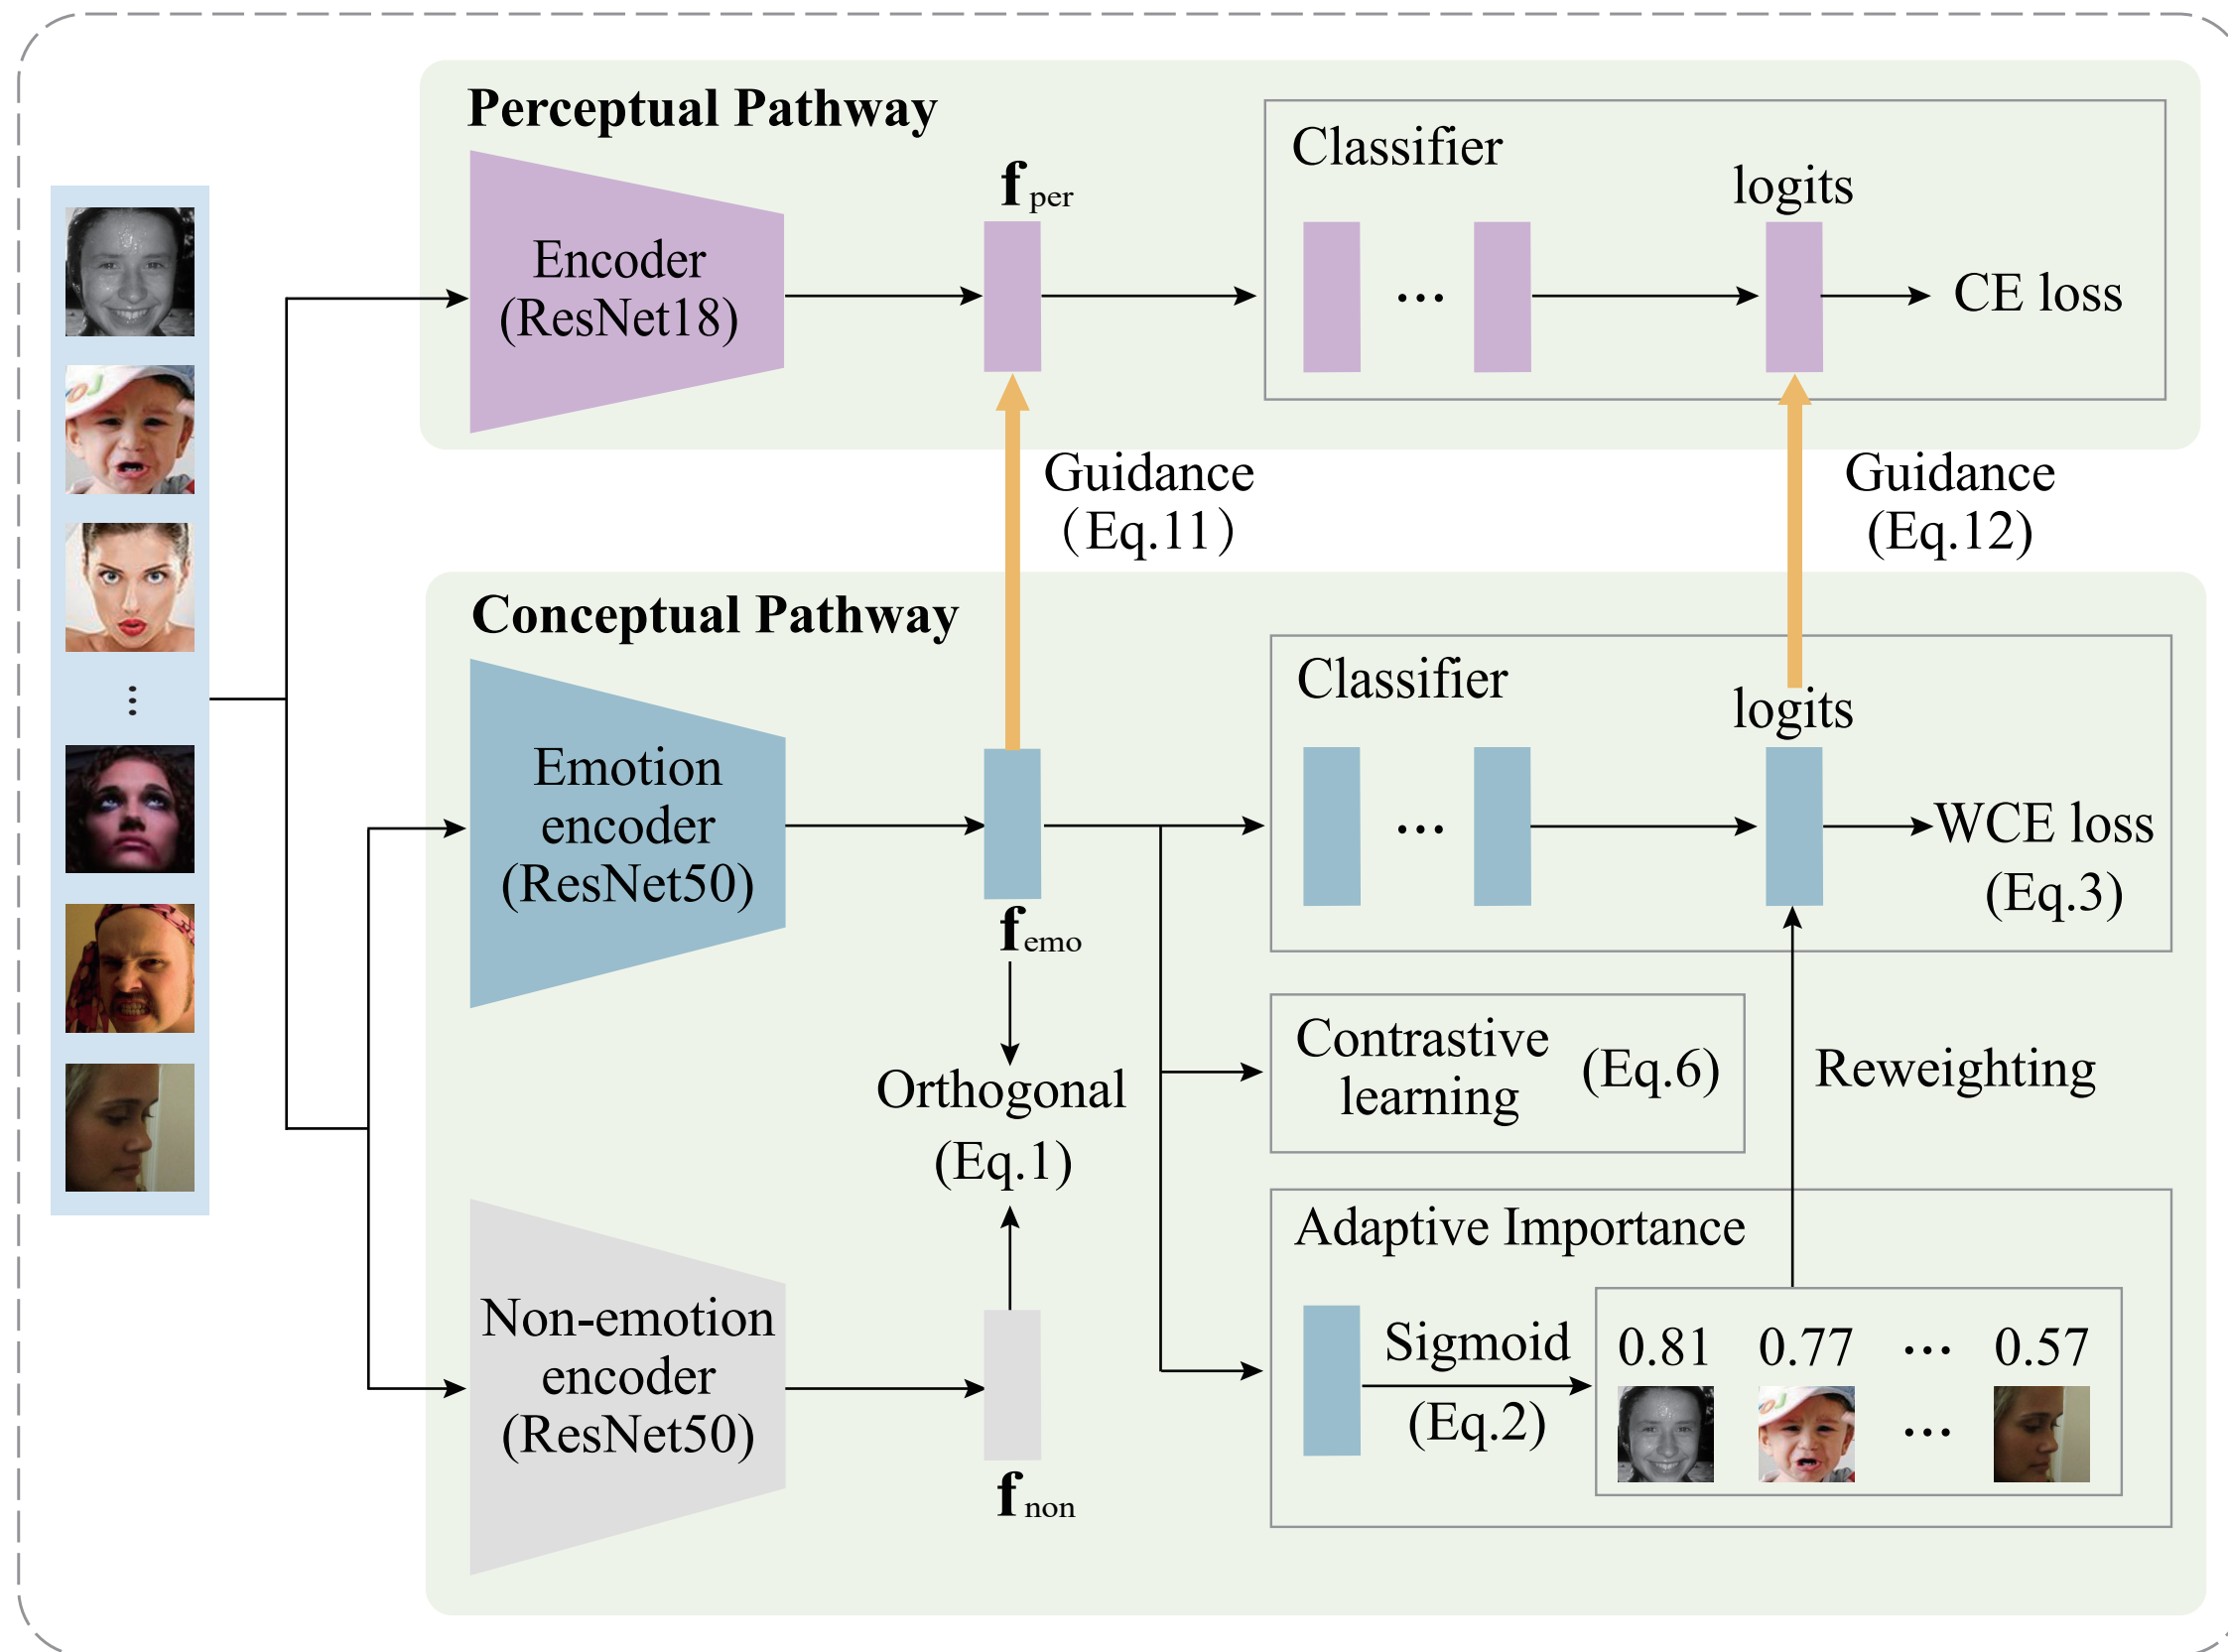 Perceptual Pathway
Encoder
(ResNet18)
f per
Classifier
logits
...
CE loss
Guidance
(Eq.11)
Guidance
(Eq.12)
...
Conceptual Pathway
Emotion
encoder
(ResNet50)
f emo
Classifier
logits
...
WCE loss
(Eq.3)
Orthogonal
(Eq.1)
Contrastive
learning
(Eq.6)
Reweighting
Non-emotion
encoder
(ResNet50)
f non
Adaptive Importance
Sigmoid
(Eq.2)
0.81 0.77 ... 0.57
...